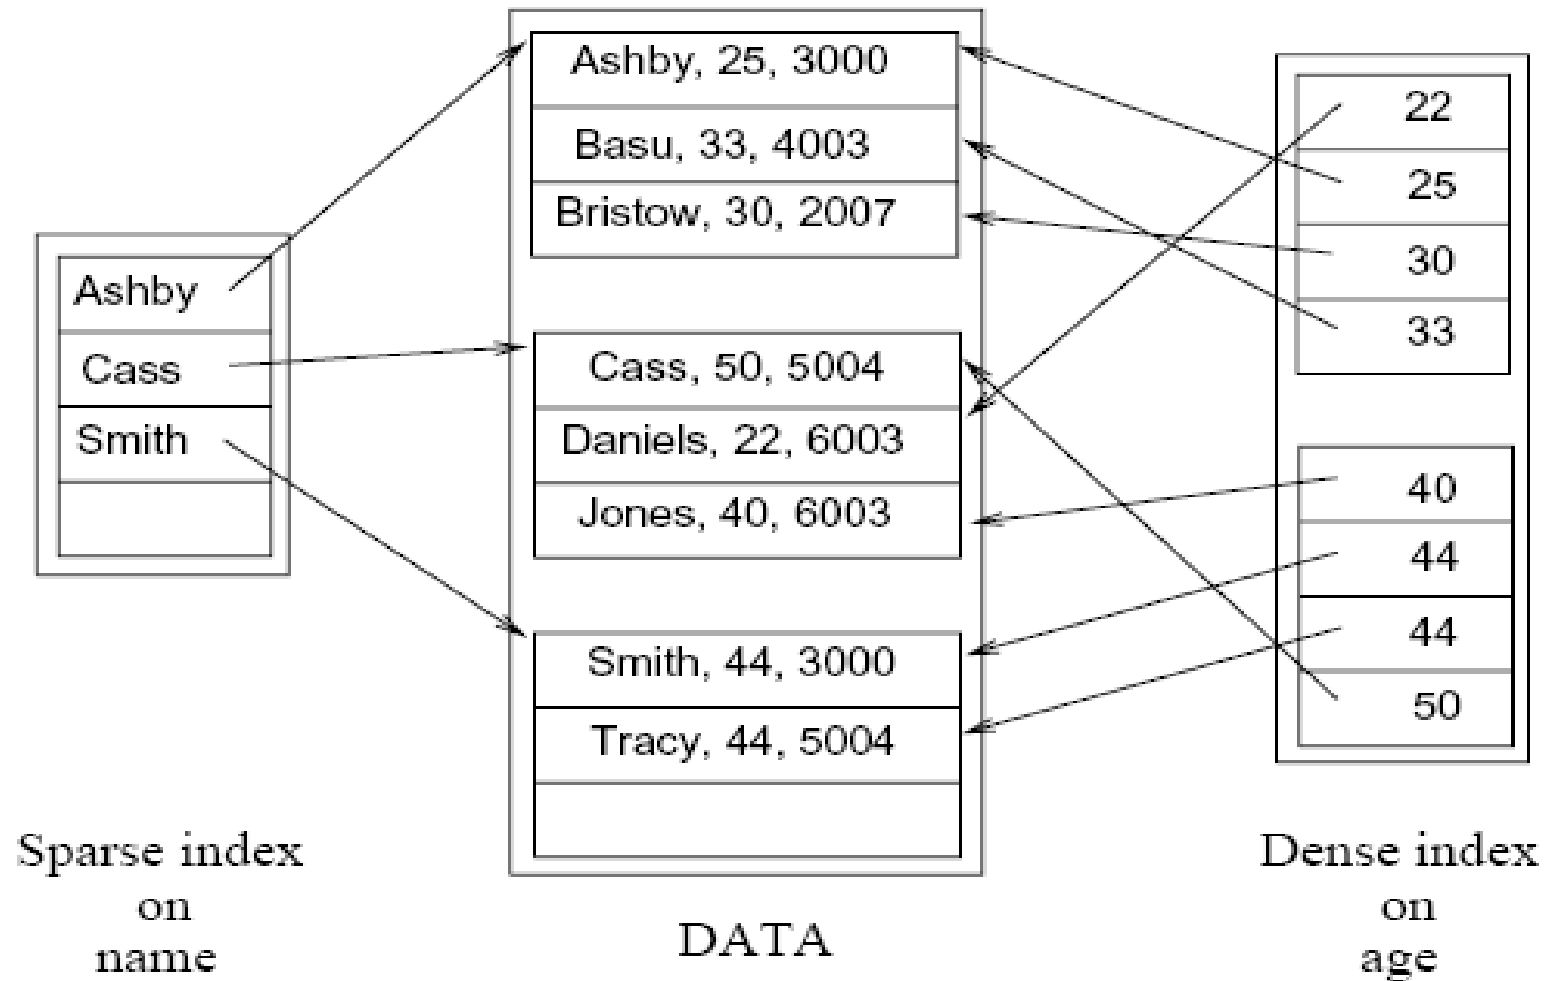 Ashby
Cass
Smith
Sparse index
on
name
Ashby, 25, 3000
Basu, 33, 4003
Bristow, 30, 2007
Cass, 50, 5004
Daniels, 22, 6003
Jones, 40, 6003
Smith, 44, 3000
Tracy, 44, 5004
DATA
22
25
30
33
40
44
44
50
Dense index
on
age